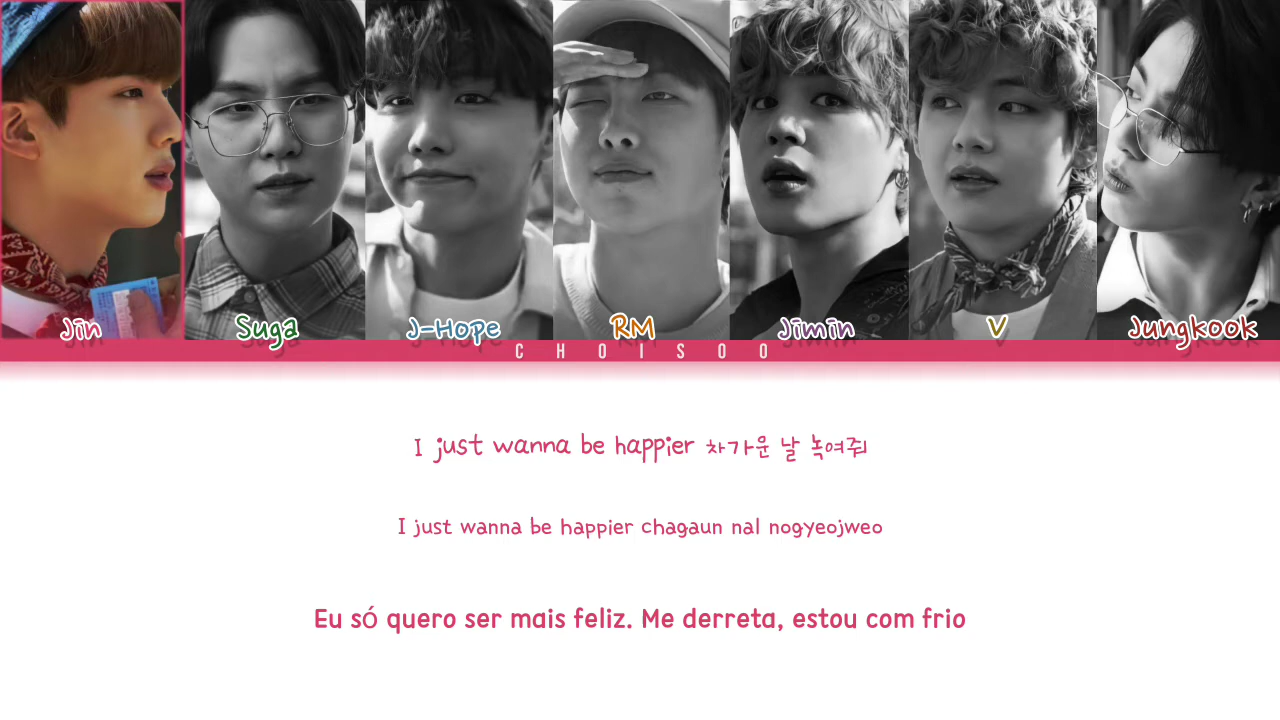 Jin Suga J-Hope RM Jimin V Jungkook
CHOISOO
I just wanna be happier 차가운 날 녹여줘
I just wanna be happier chagaun nal nogyeojweo
Eu só quero ser mais feliz. Me derreta, estou com frio